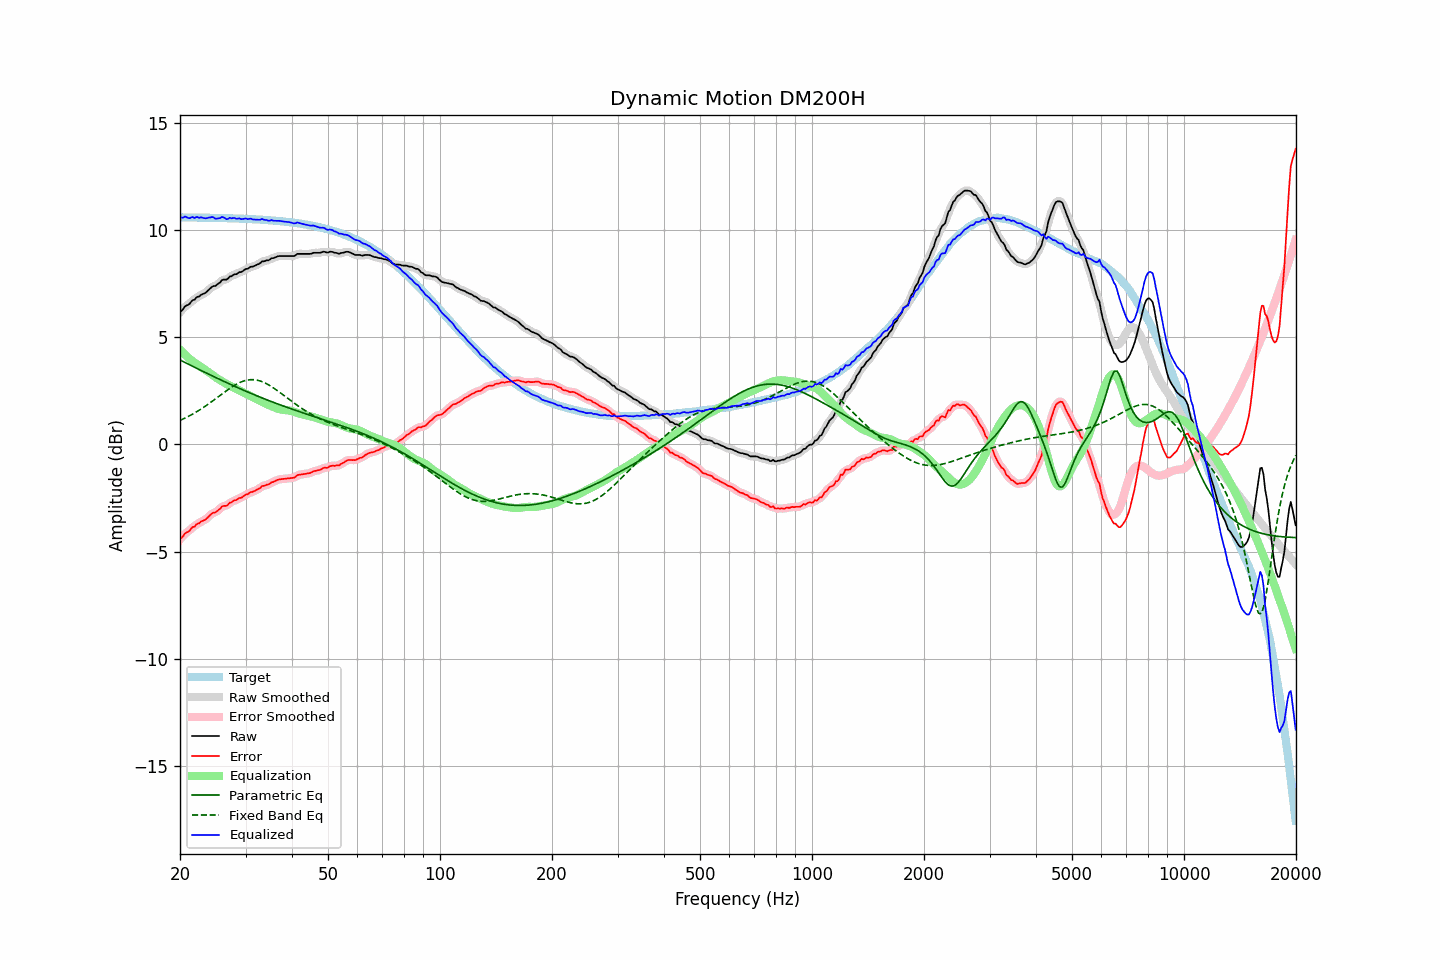 Dynamic Motion DM200H
Amplitude (dBr)
15
10
5
0
−5
−10
−15
Target
Raw Smoothed
Error Smoothed
Raw
Error
Equalization
Parametric Eq
Fixed Band Eq
Equalized
20
50
100
200
500
1000
2000
5000
10000
20000
Frequency (Hz)